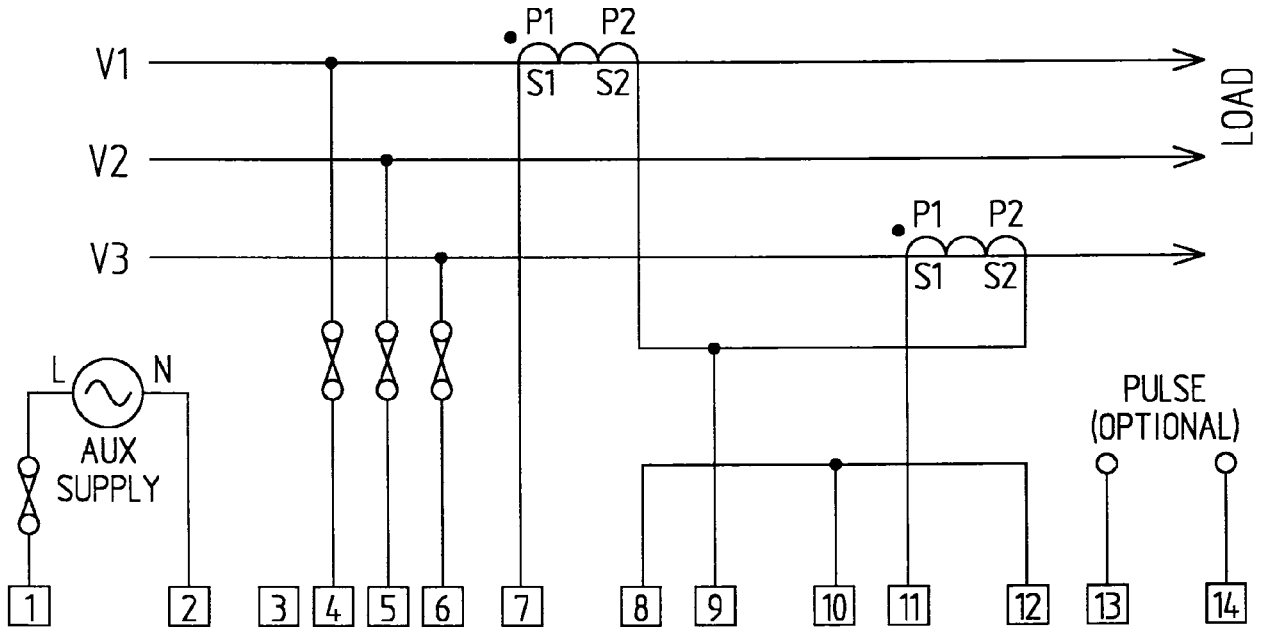 P1 P2
V1
S1 S2
LOAD
V2
P1 P2
V3
S1 S2
L N
AUX
SUPPLY
PULSE
(OPTIONAL)
1 2 3 4 5 6 7 8 9 10 11 12 13 14